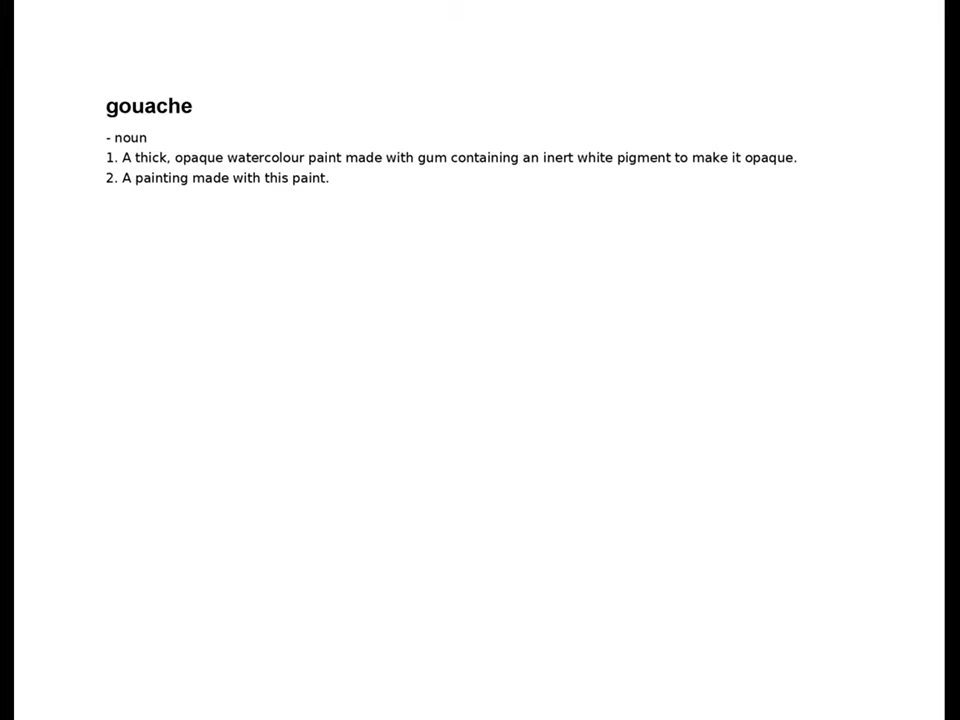 gouache
- noun
1. A thick, opaque watercolour paint made with gum containing an inert white pigment to make it opaque.
2. A painting made with this paint.